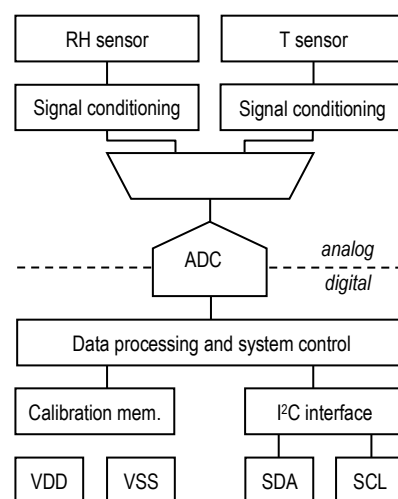 RH sensor
T sensor
Signal conditioning
Signal conditioning
ADC
analog
digital
Data processing and system control
Calibration mem.
I²C interface
VDD
VSS
SDA
SCL